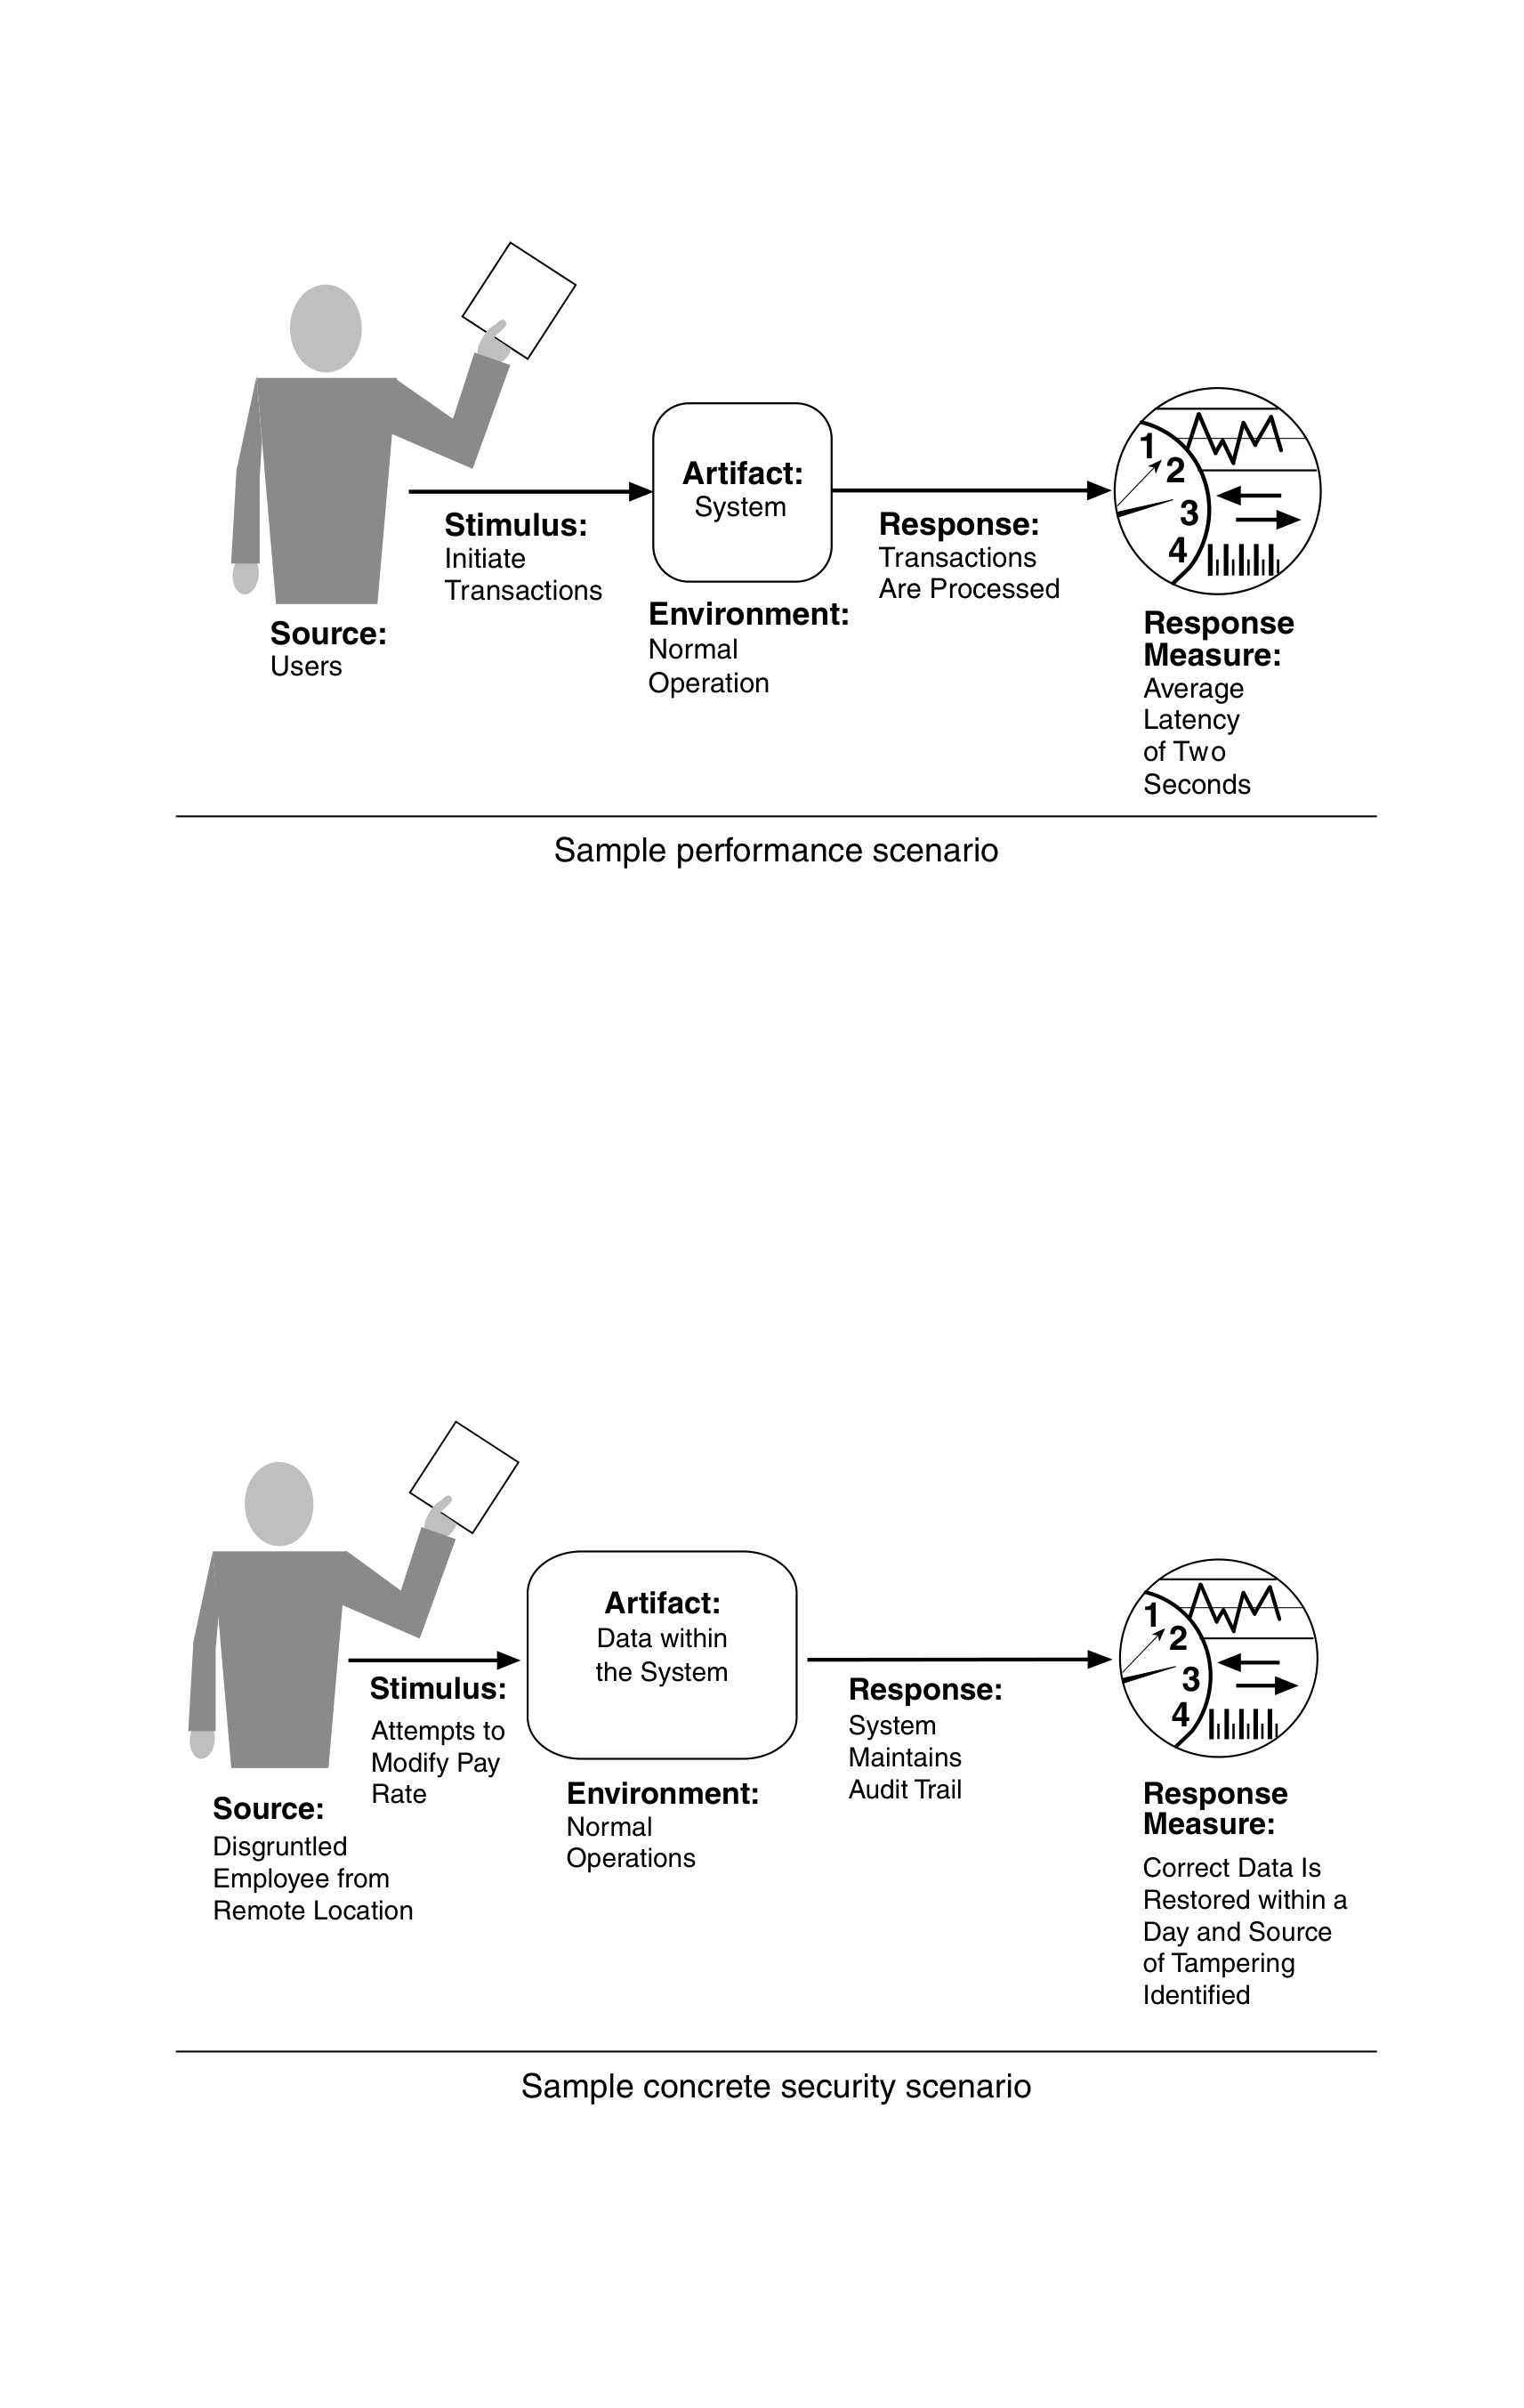 Source:
Users
Stimulus:
Initiate
Transactions
Artifact:
System
Environment:
Normal
Operation
Response:
Transactions
Are Processed
1
2
3
4
Response
Measure:
Average
Latency
of Two
Seconds
Sample performance scenario
Source:
Disgruntled
Employee from
Remote Location
Stimulus:
Attempts to
Modify Pay
Rate
Artifact:
Data within
the System
Environment:
Normal
Operations
Response:
System
Maintains
Audit Trail
1
2
3
4
Response
Measure:
Correct Data Is
Restored within a
Day and Source
of Tampering
Identified
Sample concrete security scenario